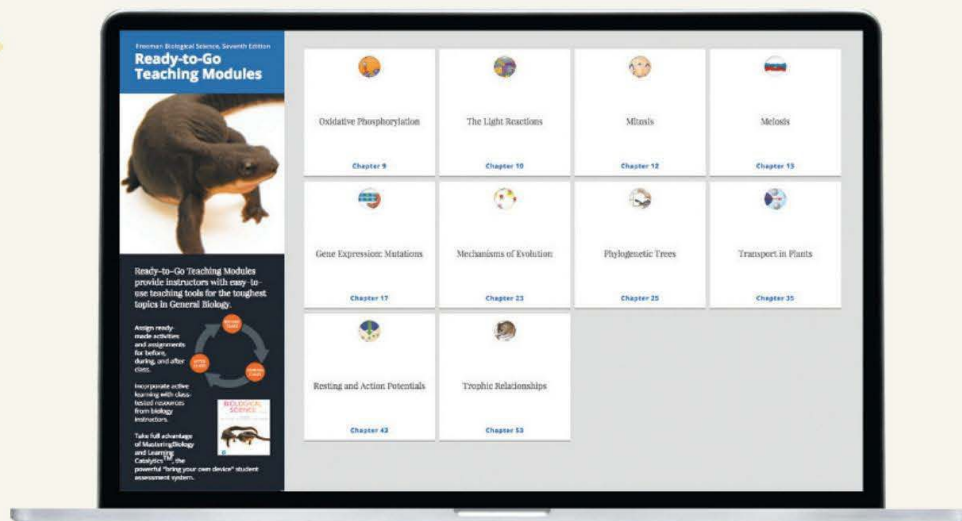 Freeman Biological Science, Seventh Edition
Ready-to-Go
Teaching Modules
Ready-to-Go Teaching Modules
provide instructors with easy-to-
use teaching tools for the toughest
topics in General Biology.
Assign ready-
made activities
and assignments
for before,
during, and after
class.
Incorporate active
learning with class-
tested resources
from biology
instructors.
BIOLOGICAL
SCIENCE
Take full advantage
of MasteringBiology
and Learning
Catalytics™, the
powerful "bring your own device" student
assessment system.
Oxidative Phosphorylation
Chapter 9
The Light Reactions
Chapter 10
Mitosis
Chapter 12
Meiosis
Chapter 13
Gene Expression: Mutations
Chapter 17
Mechanisms of Evolution
Chapter 23
Phylogenetic Trees
Chapter 25
Transport in Plants
Chapter 35
Resting and Action Potentials
Chapter 43
Trophic Relationships
Chapter 53